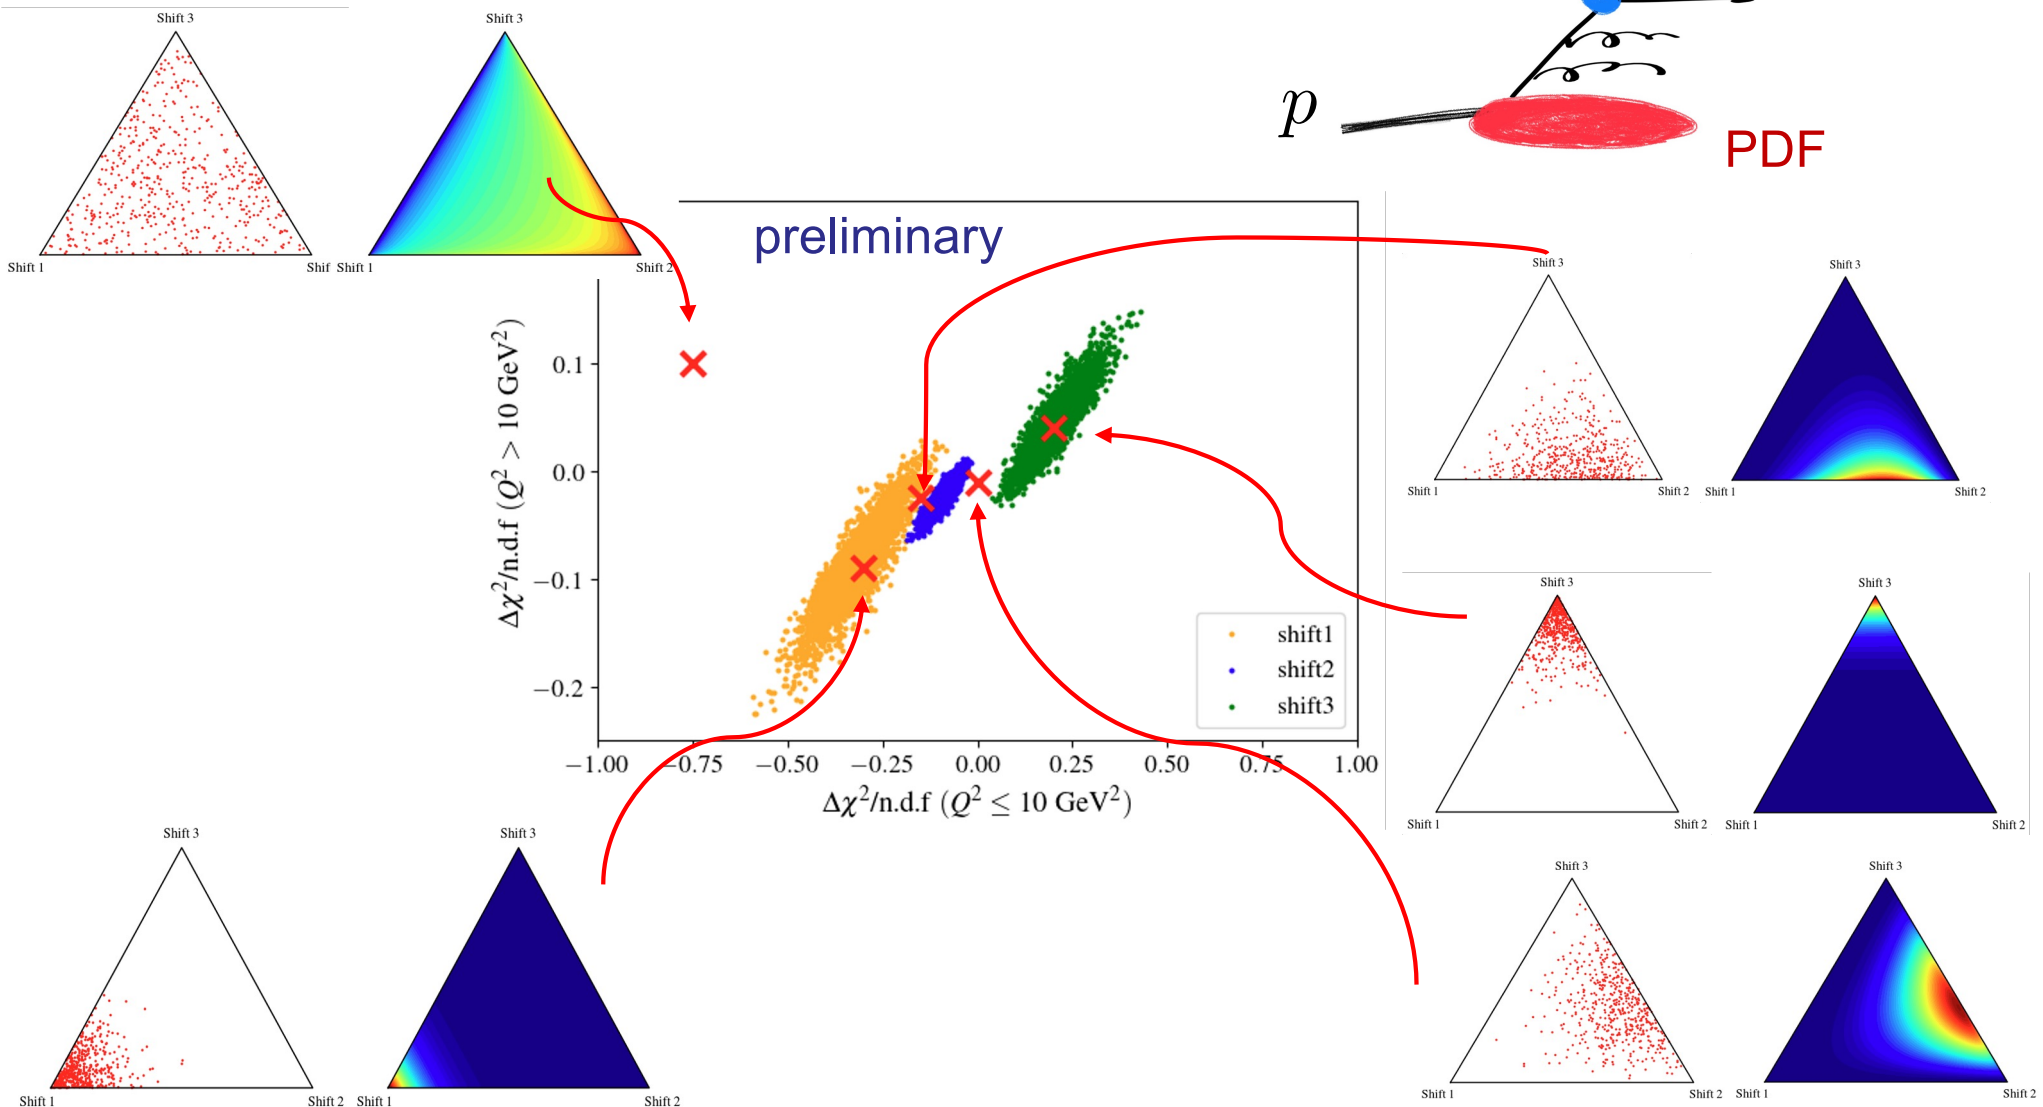 Shift 3
Shift 3
Shift 1
Shif
Shift 1
Shift 2
p
PDF
preliminary
Δχ²/n.d.f (Q² > 10 GeV²)
0.1
0.0
−0.1
−0.2
shift1
shift2
shift3
−1.00
−0.75
−0.50
−0.25
0.00
0.25
0.50
0.75
1.00
Δχ²/n.d.f (Q² ≤ 10 GeV²)
Shift 3
Shift 3
Shift 1
Shift 2
Shift 1
Shift 2
Shift 3
Shift 3
Shift 1
Shift 2
Shift 1
Shift 2
Shift 3
Shift 3
Shift 1
Shift 2
Shift 1
Shift 2
Shift 3
Shift 3
Shift 1
Shift 2
Shift 1
Shift 2